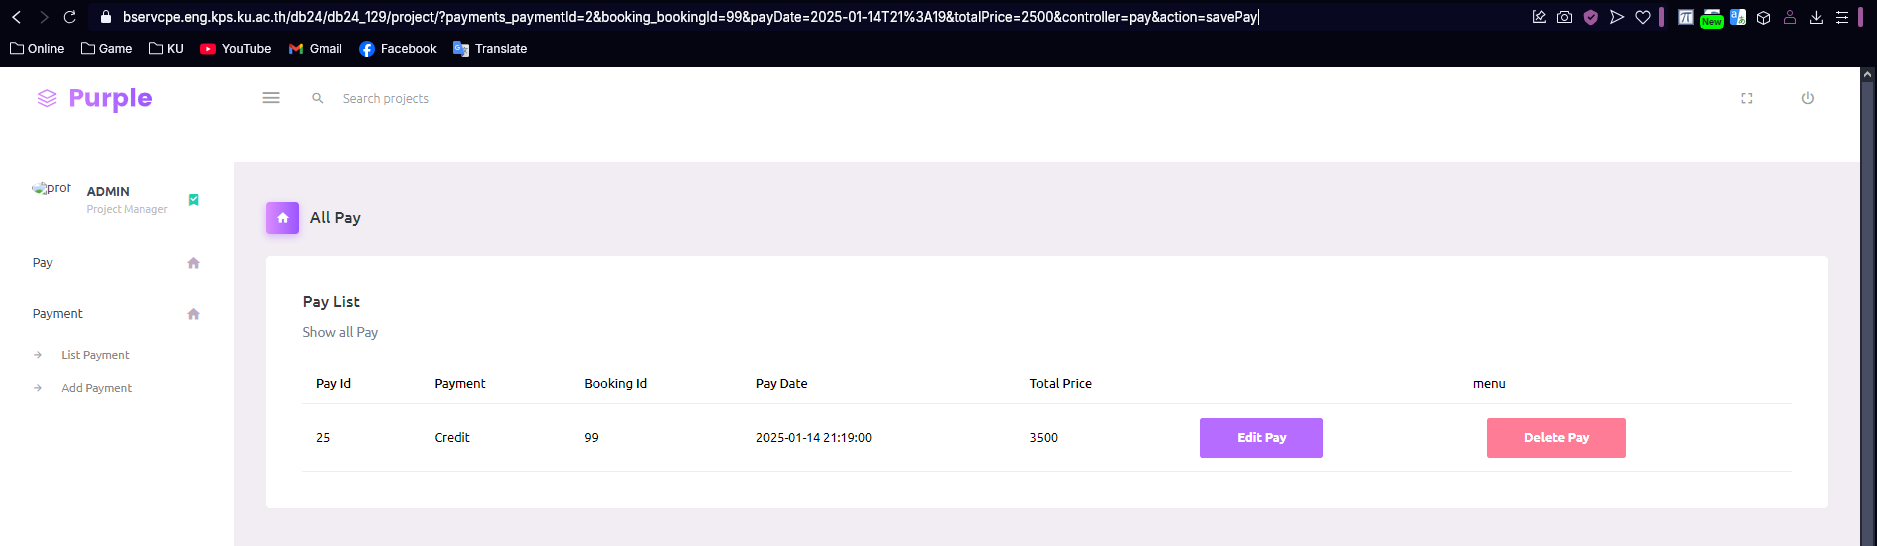 bservcpe.eng.kps.ku.ac.th/db24/db24_129/project/?payments_paymentId=2&booking_bookingId=99&payDate=2025-01-14T21%3A19&totalPrice=2500&controller=pay&action=savePay
New
Online Game KU YouTube Gmail Facebook Translate
Purple
Search projects
prof
ADMIN
Project Manager
Pay
Payment
List Payment
Add Payment
All Pay
Pay List
Show all Pay
Pay Id Payment Booking Id Pay Date Total Price menu
25 Credit 99 2025-01-14 21:19:00 3500 Edit Pay Delete Pay